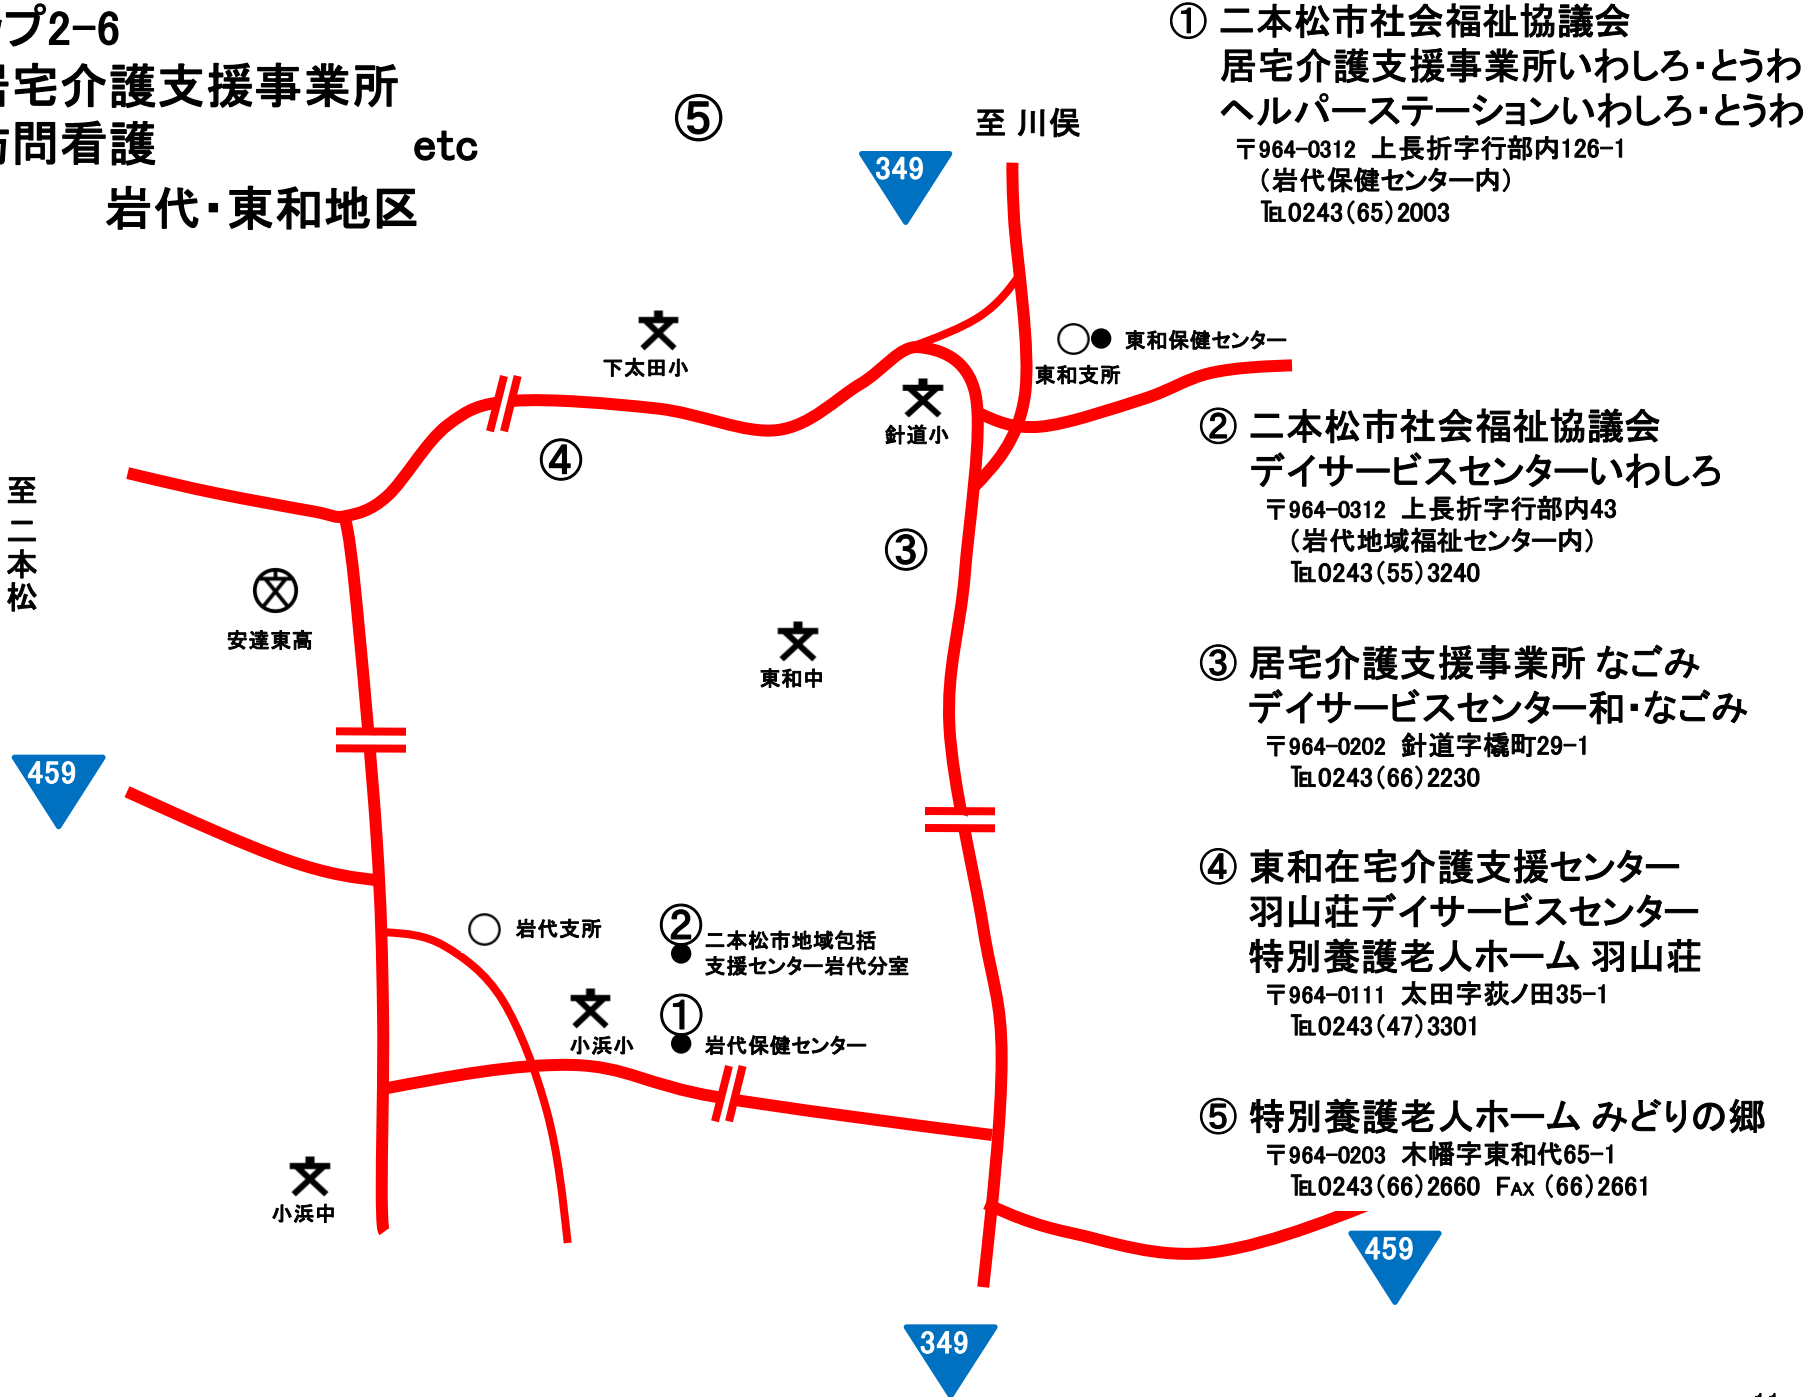 プ2-6
居宅介護支援事業所
訪問看護 etc
岩代・東和地区
⑤
至 川俣
349
① 二本松市社会福祉協議会
居宅介護支援事業所いわしろ・とうわ
ヘルパーステーションいわしろ・とうわ
〒964-0312 上長折字行部内126-1
(岩代保健センター内)
℡0243(65)2003
下太田小
東和保健センター
東和支所
針道小
④
② 二本松市社会福祉協議会
デイサービスセンターいわしろ
〒964-0312 上長折字行部内43
(岩代地域福祉センター内)
℡0243(55)3240
至二本松
③
安達東高
東和中
③ 居宅介護支援事業所 なごみ
デイサービスセンター和・なごみ
〒964-0202 針道字橇町29-1
℡0243(66)2230
459
④ 東和在宅介護支援センター
羽山荘デイサービスセンター
特別養護老人ホーム 羽山荘
〒964-0111 太田字荻ノ田35-1
℡0243(47)3301
岩代支所
②
二本松市地域包括
支援センター岩代分室
小浜小
①
岩代保健センター
⑤ 特別養護老人ホーム みどりの郷
〒964-0203 木幡字東和代65-1
℡0243(66)2660 FAX (66)2661
小浜中
459
349